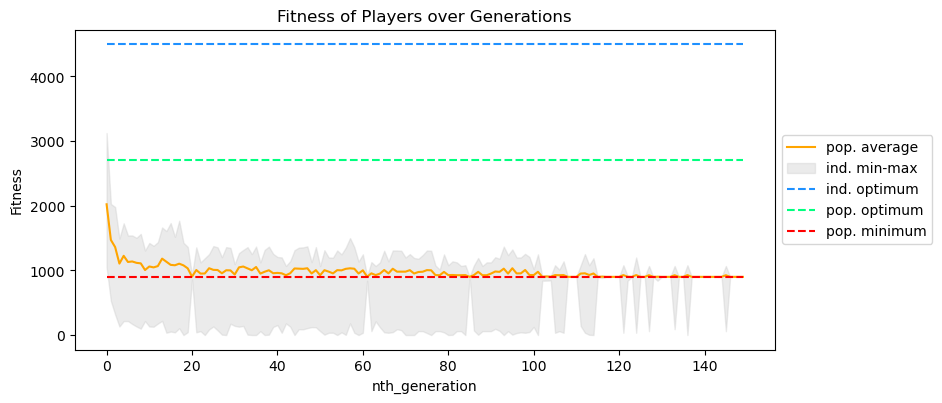 Fitness of Players over Generations
Fitness
4000
3000
2000
1000
0
0 20 40 60 80 100 120 140
nth_generation
pop. average
ind. min-max
ind. optimum
pop. optimum
pop. minimum